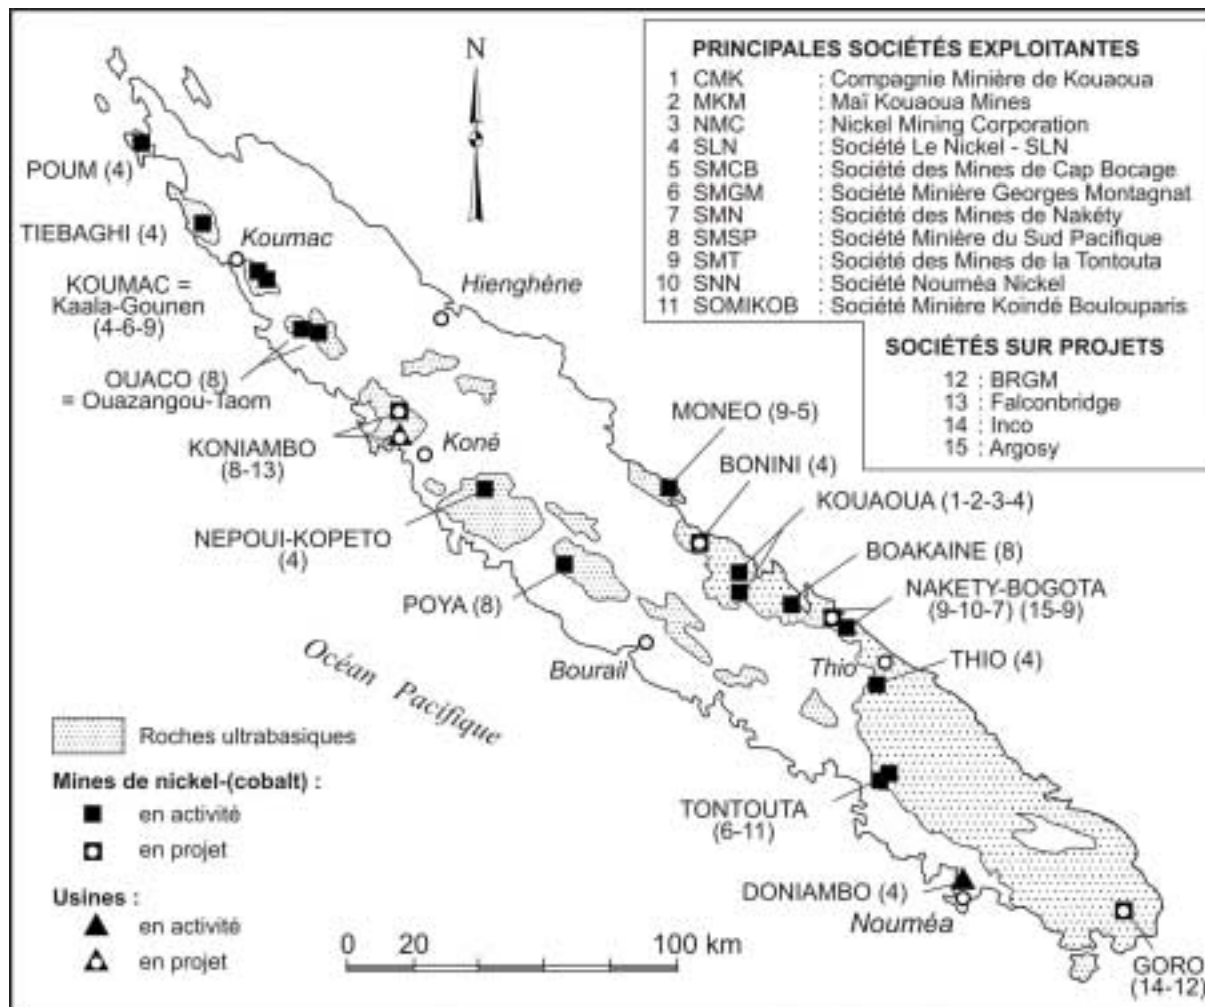 N
PRINCIPALES SOCIÉTÉS EXPLOITANTES
1 CMK : Compagnie Minière de Kouaoua
2 MKM : Maï Kouaoua Mines
3 NMC : Nickel Mining Corporation
4 SLN : Société Le Nickel - SLN
5 SMCB : Société des Mines de Cap Bocage
6 SMGM : Société Minière Georges Montagnat
7 SMN : Société des Mines de Nakéty
8 SMSP : Société Minière du Sud Pacifique
9 SMT : Société des Mines de la Tontouta
10 SNN : Société Nouméa Nickel
11 SOMIKOB : Société Minière Koindé Boulouparis
SOCIÉTÉS SUR PROJETS
12 : BRGM
13 : Falconbridge
14 : Inco
15 : Argosy
POUM (4)
TIEBAGHI (4)
Koumac
KOUMAC =
Kaala-Gounen
(4-6-9)
Hienghène
OUACO (8)
= Ouazangou-Taom
KONIAMBO
(8-13)
Koné
MONEO (9-5)
BONINI (4)
KOUAOUA (1-2-3-4)
NEPOUI-KOPETO
(4)
BOAKAINE (8)
NAKETY-BOGOTA
(9-10-7) (15-9)
POYA (8)
Bourail
Thio
THIO (4)
Océan Pacifique
TONTOUTA
(6-11)
DONIAMBO (4)
Nouméa
GORO
(14-12)
Roches ultrabasiques
Mines de nickel-(cobalt) :
en activité
en projet
Usines :
en activité
en projet
0 20 100 km